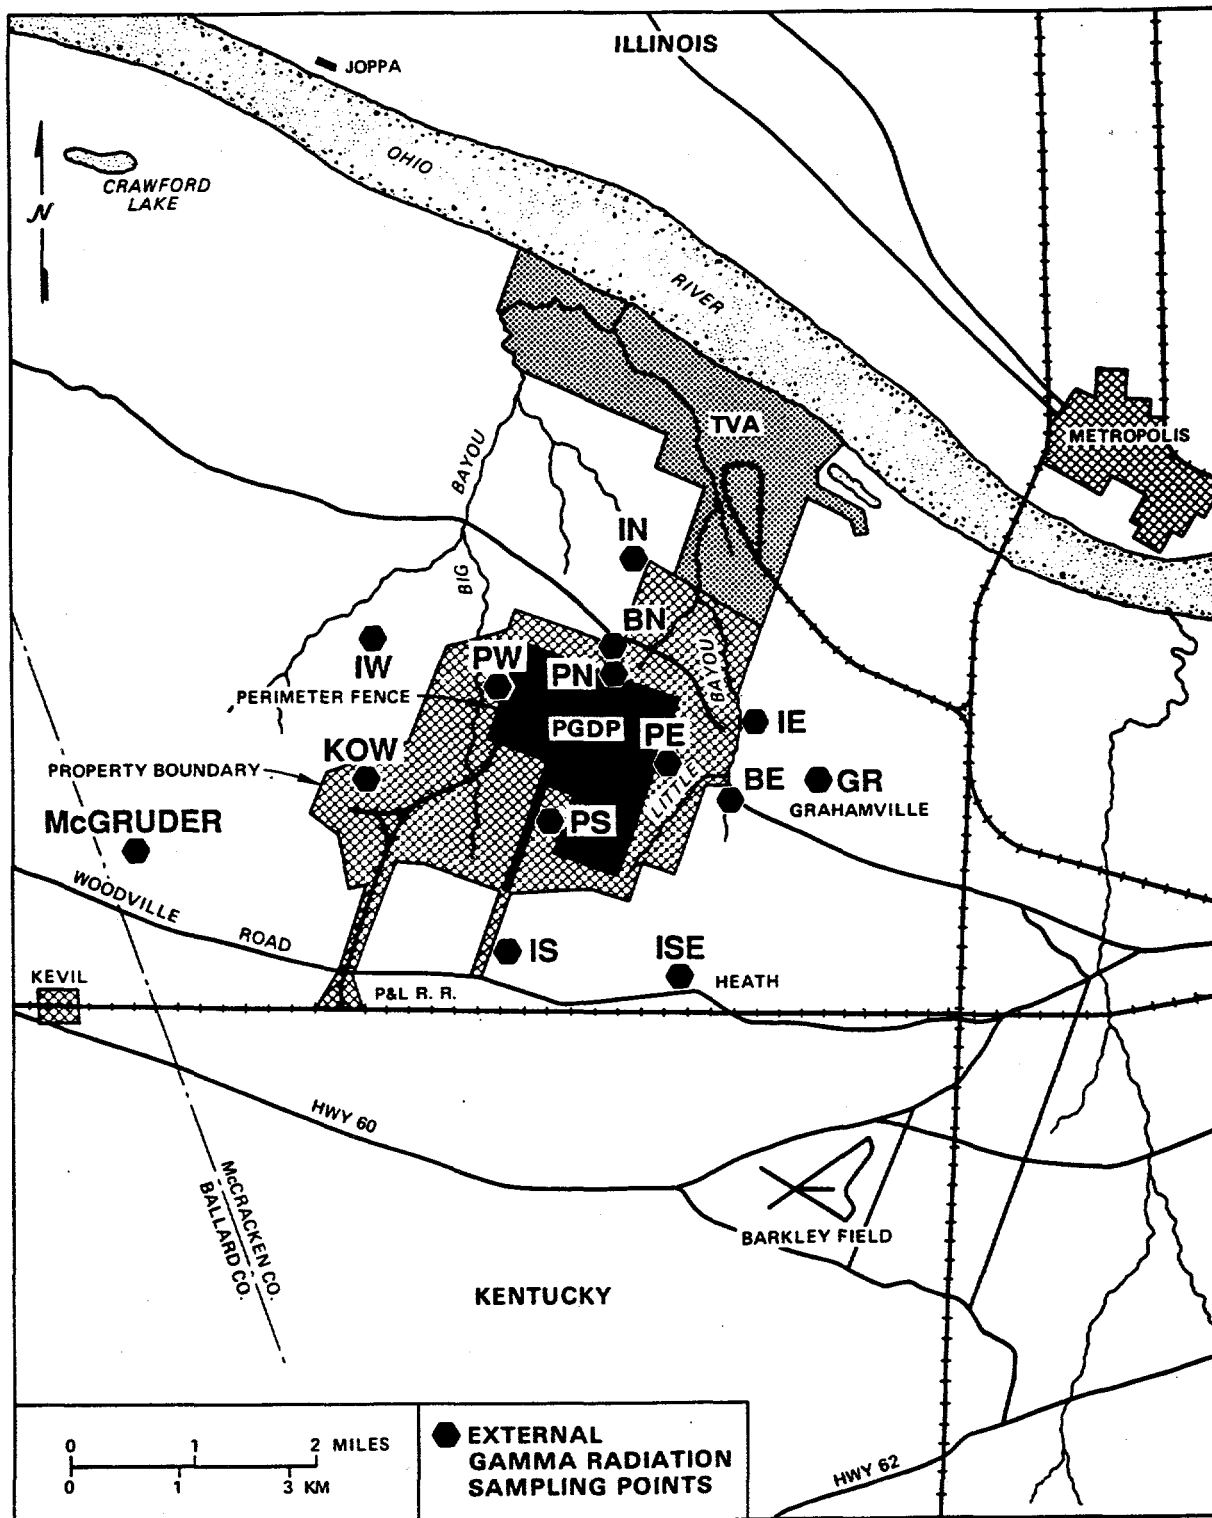 ILLINOIS
JOPPA
OHIO
RIVER
N
CRAWFORD
LAKE
TVA
METROPOLIS
BAYOU
BIG
IN
BN
IW
PW
PN
BAYOU
PERIMETER FENCE
PGDP
PE
IE
KOW
PROPERTY BOUNDARY
LITTLE
BE
GR
GRAHAMVILLE
McGRUDER
PS
WOODVILLE
ROAD
IS
ISE
HEATH
KEVIL
P&L R. R.
HWY 60
McCRACKEN CO.
BALLARD CO.
BARKLEY FIELD
KENTUCKY
0 1 2 MILES
0 1 3 KM
EXTERNAL
GAMMA RADIATION
SAMPLING POINTS
HWY 62